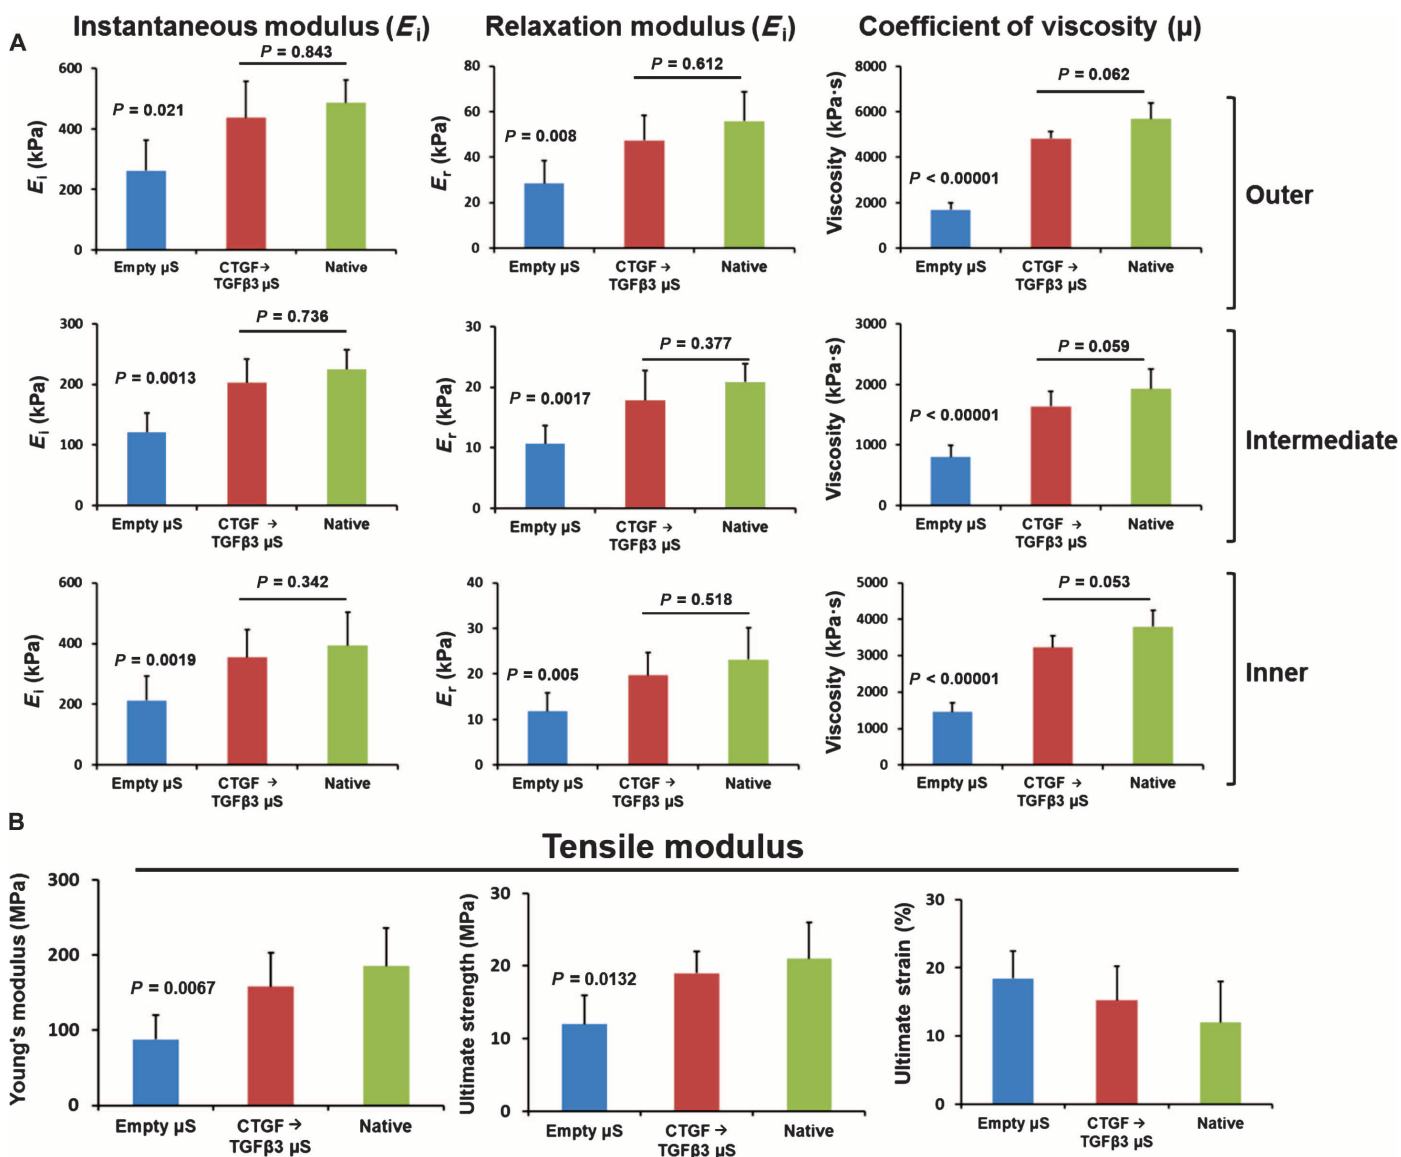 A
Instantaneous modulus (Ei)
Relaxation modulus (Ei)
Coefficient of viscosity (μ)
Ei (kPa)
600
400
200
0
P = 0.021
P = 0.843
Empty μS
CTGF→
TGFβ3 μS
Native
Er (kPa)
80
60
40
20
0
P = 0.008
P = 0.612
Empty μS
CTGF →
TGFβ3 μS
Native
Viscosity (kPa·s)
8000
6000
4000
2000
0
P < 0.00001
P = 0.062
Empty μS
CTGF →
TGFβ3 μS
Native
Outer
Ei (kPa)
300
200
100
0
P = 0.0013
P = 0.736
Empty μS
CTGF →
TGFβ3 μS
Native
Er (kPa)
30
20
10
0
P = 0.0017
P = 0.377
Empty μS
CTGF →
TGFβ3 μS
Native
Viscosity (kPa·s)
3000
2000
1000
0
P < 0.00001
P = 0.059
Empty μS
CTGF →
TGFβ3 μS
Native
Intermediate
Ei (kPa)
600
400
200
0
P = 0.0019
P = 0.342
Empty μS
CTGF →
TGFβ3 μS
Native
Er (kPa)
40
30
20
10
0
P = 0.005
P = 0.518
Empty μS
CTGF →
TGFβ3 μS
Native
Viscosity (kPa·s)
5000
4000
3000
2000
1000
0
P < 0.00001
P = 0.053
Empty μS
CTGF →
TGFβ3 μS
Native
Inner
B
Tensile modulus
Young's modulus (MPa)
300
200
100
0
P = 0.0067
Empty μS
CTGF →
TGFβ3 μS
Native
Ultimate strength (MPa)
30
20
10
0
P = 0.0132
Empty μS
CTGF →
TGFβ3 μS
Native
Ultimate strain (%)
30
20
10
0
Empty μS
CTGF →
TGFβ3 μS
Native